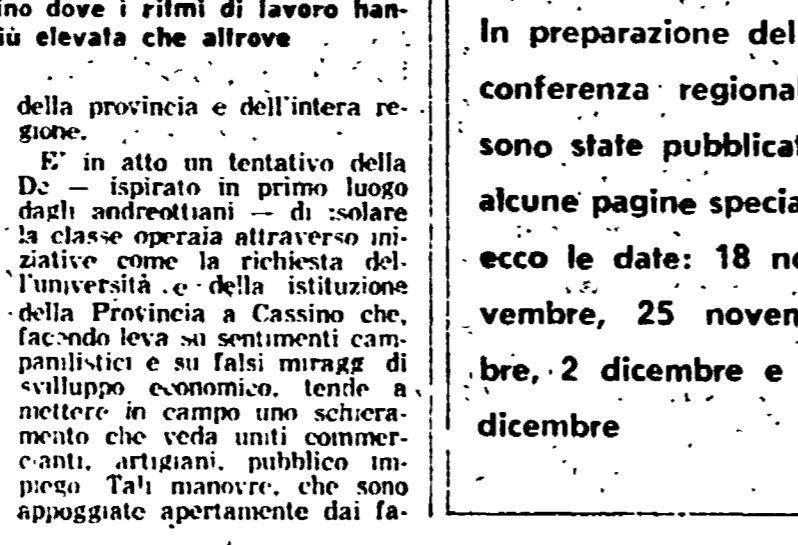 ino dove i ritmi di lavoro han-
iù elevata che altrove
della provincia e dell'intera re-
gione.
E' in atto un tentativo della
Dc — ispirato in primo luogo
dagli andreottiani — di isolare
la classe operaia attraverso ini-
ziative come la richiesta del-
l'università e della istituzione
della Provincia a Cassino che,
facendo leva su sentimenti cam-
panilistici e su falsi miragg di
svilluppo economico, tende a
mettere in campo uno schiera-
mento che veda uniti commer-
cianti, artigiani, pubblico im-
piego Tali manovre, che sono
appoggiate apertamente dai fa-
In preparazione del
conferenza regional
sono state pubblicat
alcune pagine specia
ecco le date: 18 no
vembre, 25 novem
bre, 2 dicembre e
dicembre